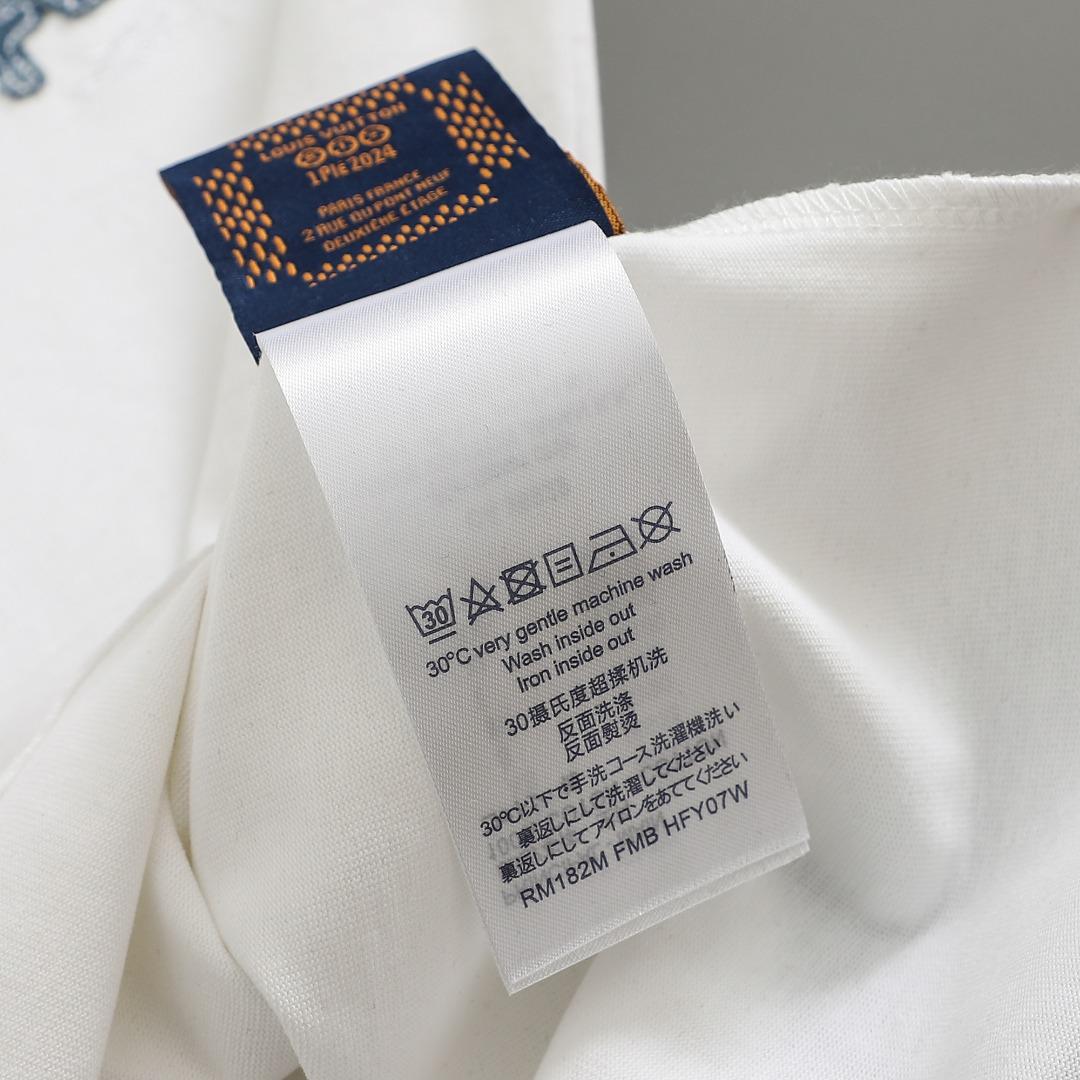 LOUIS VUITTON
1PIE2024
PARIS FRANCE
2 RUE DU PONT NEUF
DEUXIÈME ÉTAGE
30
30°C very gentle machine wash
Wash inside out
Iron inside out
30摄氏度超揉机洗
反面洗涤
反面熨烫
30℃以下で手洗コース洗濯機洗い
裏返しにして洗濯してください
裏返しにしてアイロンをあててください
RM182M FMB HFY07W